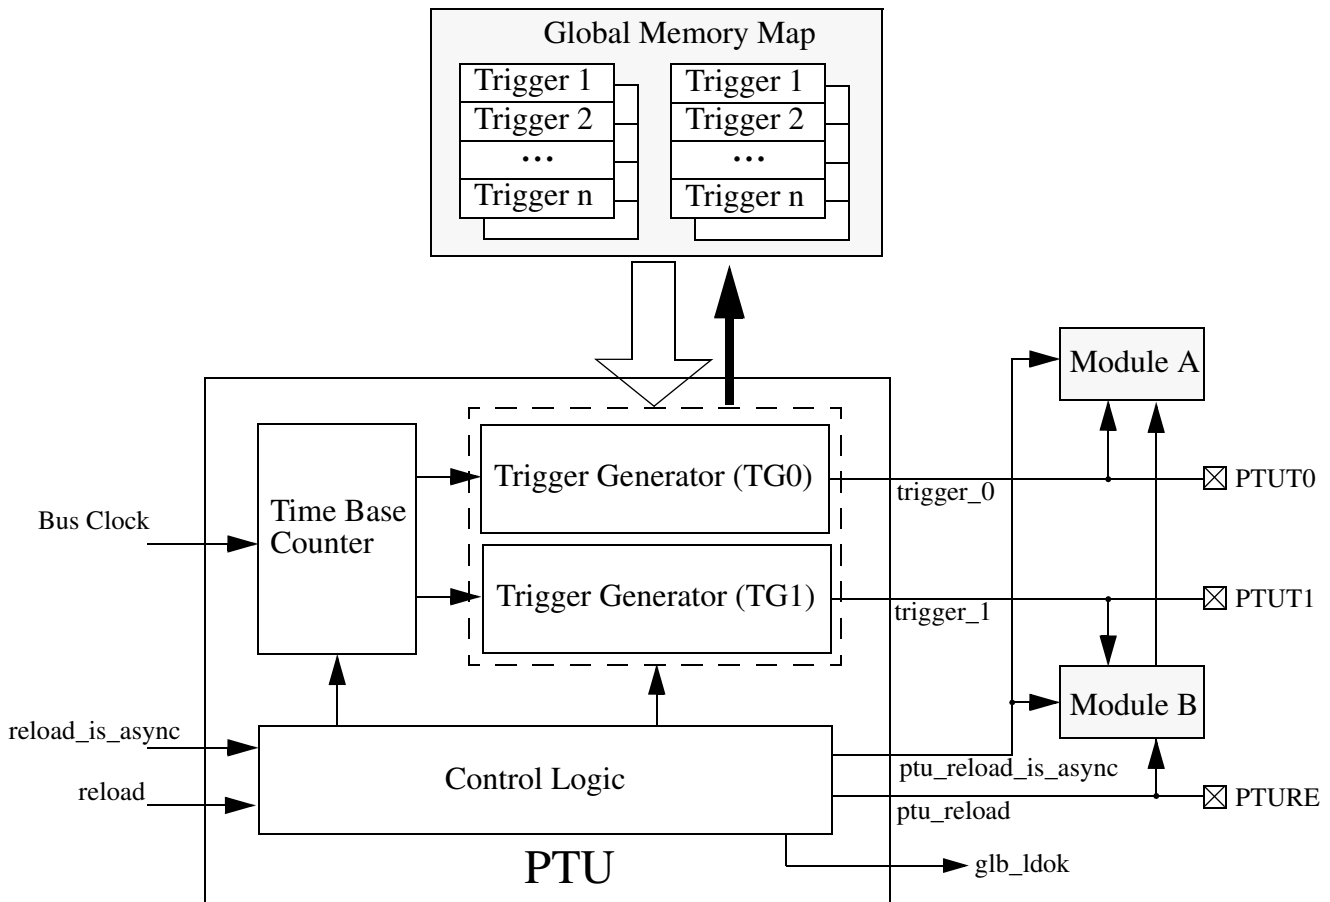 Global Memory Map
Trigger 1
Trigger 2
...
Trigger n
Trigger 1
Trigger 2
...
Trigger n
Module A
Trigger Generator (TG0)
trigger_0
PTUT0
Bus Clock
Time Base
Counter
Trigger Generator (TG1)
trigger_1
PTUT1
reload_is_async
reload
Control Logic
Module B
ptu_reload_is_async
ptu_reload
PTURE
glb_ldok
PTU